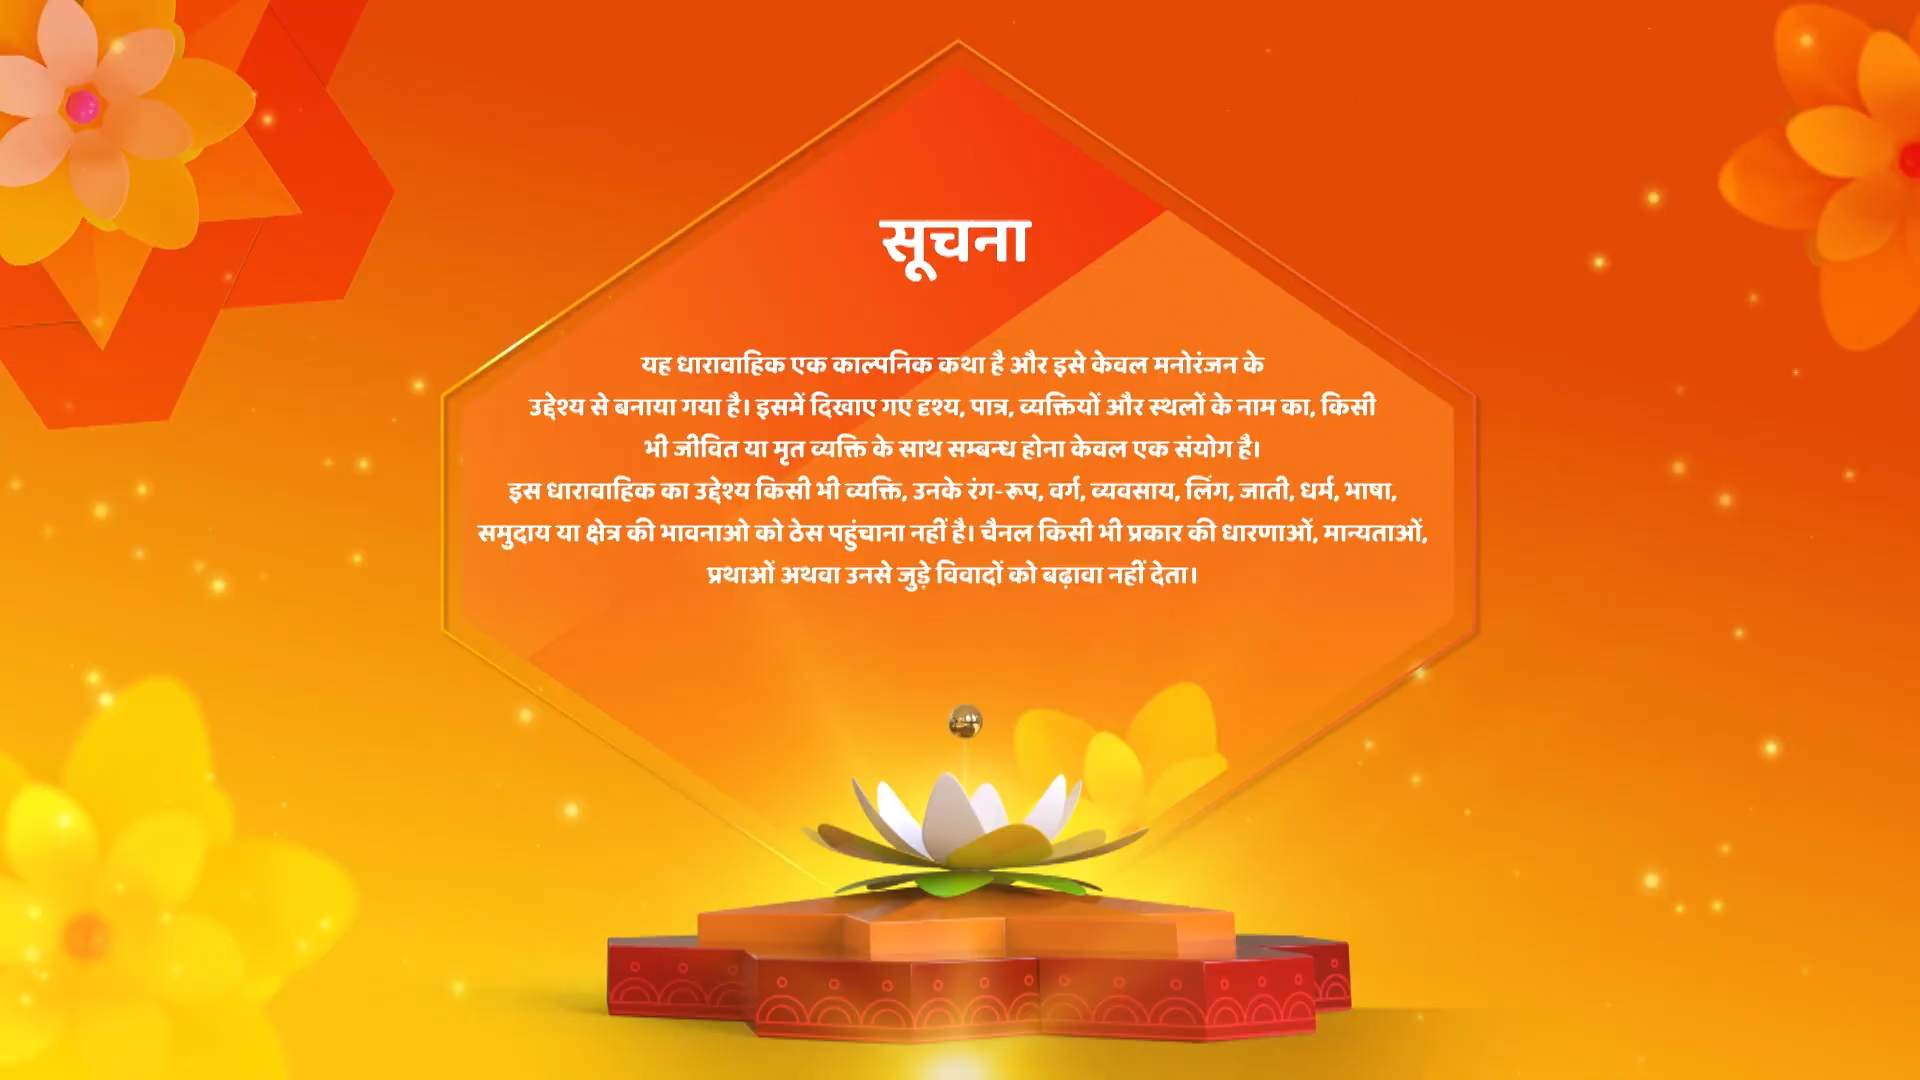 सूचना
यह धारावाहिक एक काल्पनिक कथा है और इसे केवल मनोरंजन के
उद्देश्य से बनाया गया है। इसमें दिखाए गए दृश्य, पात्र, व्यक्तियों और स्थलों के नाम का, किसी
भी जीवित या मृत व्यक्ति के साथ सम्बन्ध होना केवल एक संयोग है।
इस धारावाहिक का उद्देश्य किसी भी व्यक्ति, उनके रंग-रूप, वर्ग, व्यवसाय, लिंग, जाती, धर्म, भाषा,
समुदाय या क्षेत्र की भावनाओ को ठेस पहुंचाना नहीं है। चैनल किसी भी प्रकार की धारणाओं, मान्यताओं,
प्रथाओं अथवा उनसे जुड़े विवादों को बढ़ावा नहीं देता।